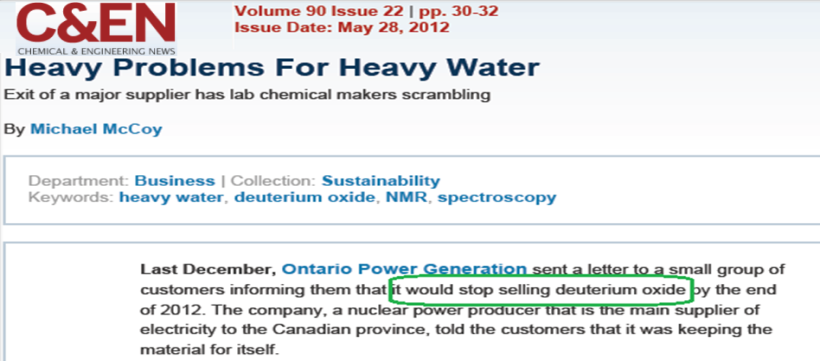 C&EN
CHEMICAL & ENGINEERING NEWS
Volume 90 Issue 22 | pp. 30-32
Issue Date: May 28, 2012
Heavy Problems For Heavy Water
Exit of a major supplier has lab chemical makers scrambling
By Michael McCoy
Department: Business | Collection: Sustainability
Keywords: heavy water, deuterium oxide, NMR, spectroscopy
Last December, Ontario Power Generation sent a letter to a small group of
customers informing them that it would stop selling deuterium oxide by the end
of 2012. The company, a nuclear power producer that is the main supplier of
electricity to the Canadian province, told the customers that it was keeping the
material for itself.